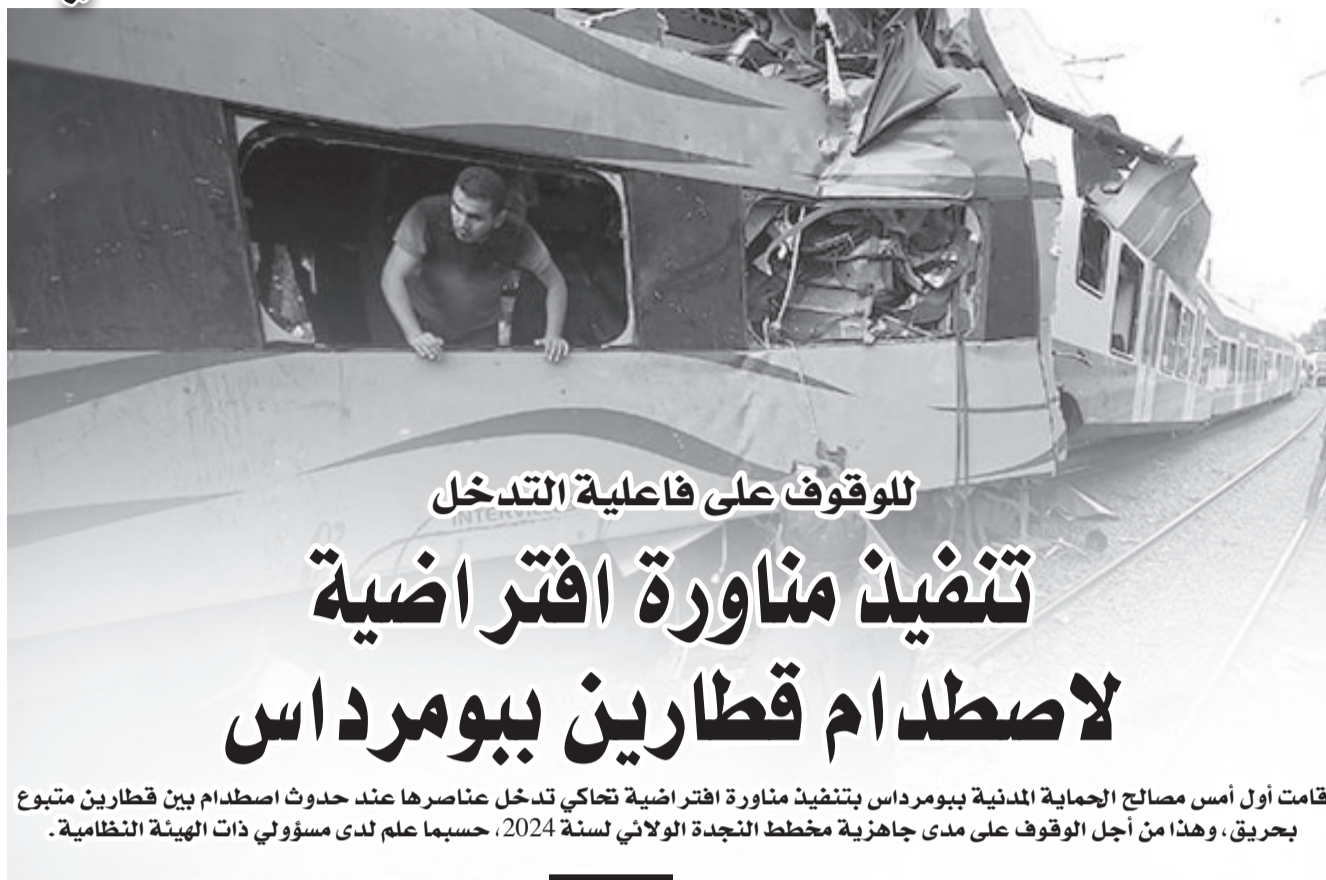 للوقوف على فاعلية التدخل
تنفيذ مناورة افتراضية
لاصطدام قطارين ببومرداس
قامت أول أمس مصالح الحماية المدنية ببومرداس بتنفيذ مناورة افتراضية تحاكي تدخل عناصرها عند حدوث اصطدام بين قطارين متبوع
بحريق، وهذا من أجل الوقوف على مدى جاهزية مخطط النجدة الولائي لسنة 2024، حسبما علم لدى مسؤولي ذات الهيئة النظامية.